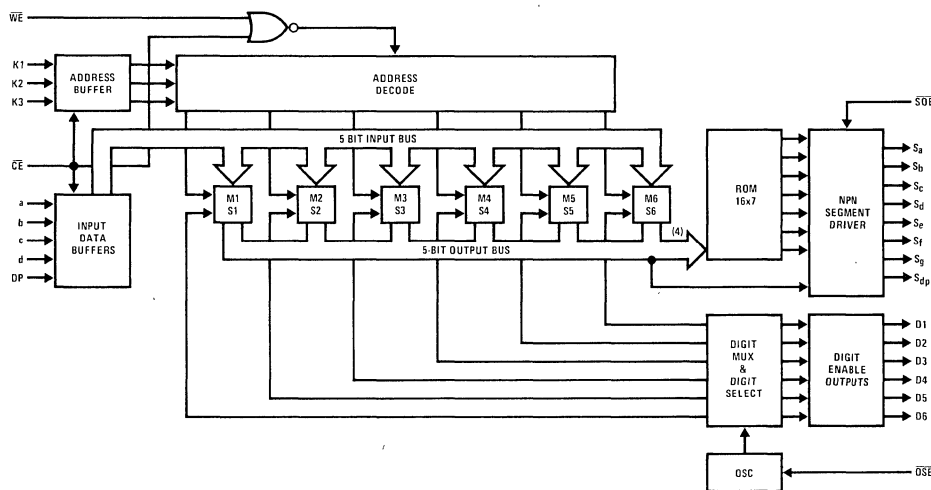 WE
K1
K2
K3
ADDRESS
BUFFER
ADDRESS
DECODE
CE
5 BIT INPUT BUS
a
b
c
d
DP
INPUT
DATA
BUFFERS
M1
S1
M2
S2
M3
S3
M4
S4
M5
S5
M6
S6
(4)
5-BIT OUTPUT BUS
ROM
16x7
NPN
SEGMENT
DRIVER
SOE
Sa
Sb
Sc
Sd
Se
Sf
Sg
Sdp
DIGIT
MUX
&
DIGIT
SELECT
DIGIT
ENABLE
OUTPUTS
D1
D2
D3
D4
D5
D6
OSC
OSE